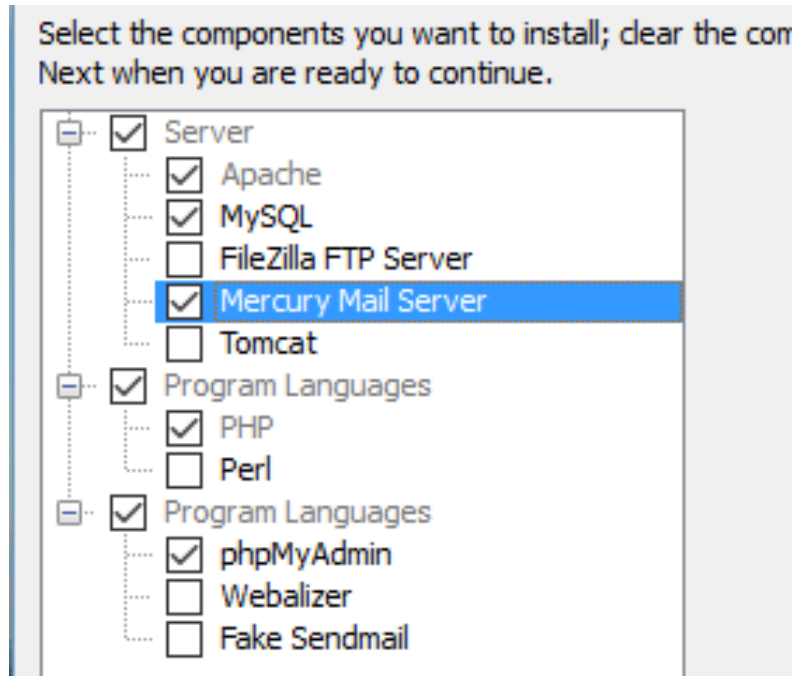 Select the components you want to install; clear the
Next when you are ready to continue.
Server
Apache
MySQL
FileZilla FTP Server
Mercury Mail Server
Tomcat
Program Languages
PHP
Perl
Program Languages
phpMyAdmin
Webalizer
Fake Sendmail